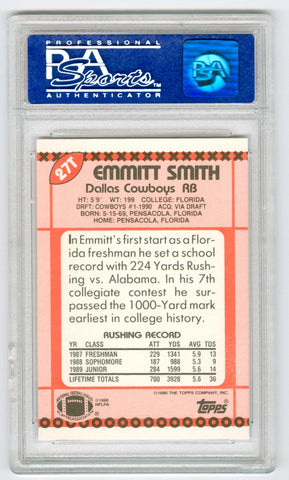 PROFESSIONAL
PSA
Sports
AUTHENTICATOR
PSA
27T
EMMITT SMITH
Dallas Cowboys RB
HT: 5'9" WT: 199 COLLEGE: FLORIDA
DRFT: COWBOYS #1-1990 ACQ: VIA DRAFT
BORN: 5-15-69, PENSACOLA, FLORIDA
HOME: PENSACOLA, FLORIDA
In Emmitt's first start as a Flor-
ida freshman he set a school
record with 224 Yards Rush-
ing vs. Alabama. In his 7th
collegiate contest he sur-
passed the 1000-Yard mark
earliest in college history.
RUSHING RECORD
YR CLASS ATT YDS AVG TDS
1987 FRESHMAN 229 1341 5.9 13
1988 SOPHOMORE 187 988 5.3 9
1989 JUNIOR 284 1599 5.6 14
LIFETIME TOTALS 700 3928 5.6 36
©1990
NFLPA
©1990 THE TOPPS COMPANY, INC.
Topps